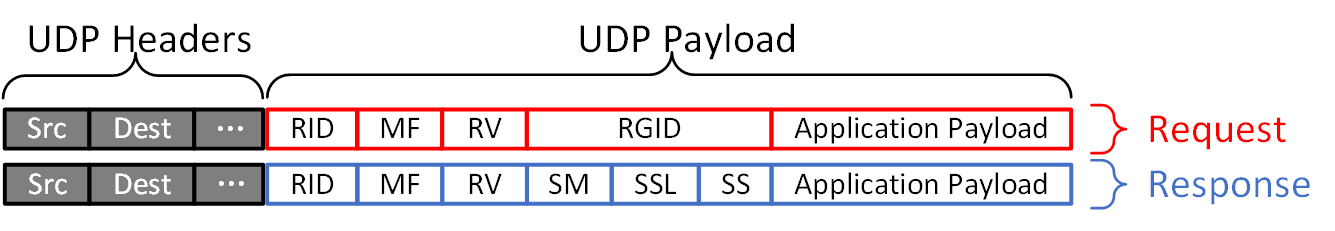 UDP Headers UDP Payload
Src Dest ... RID MF RV RGID Application Payload Request
Src Dest ... RID MF RV SM SSL SS Application Payload Response